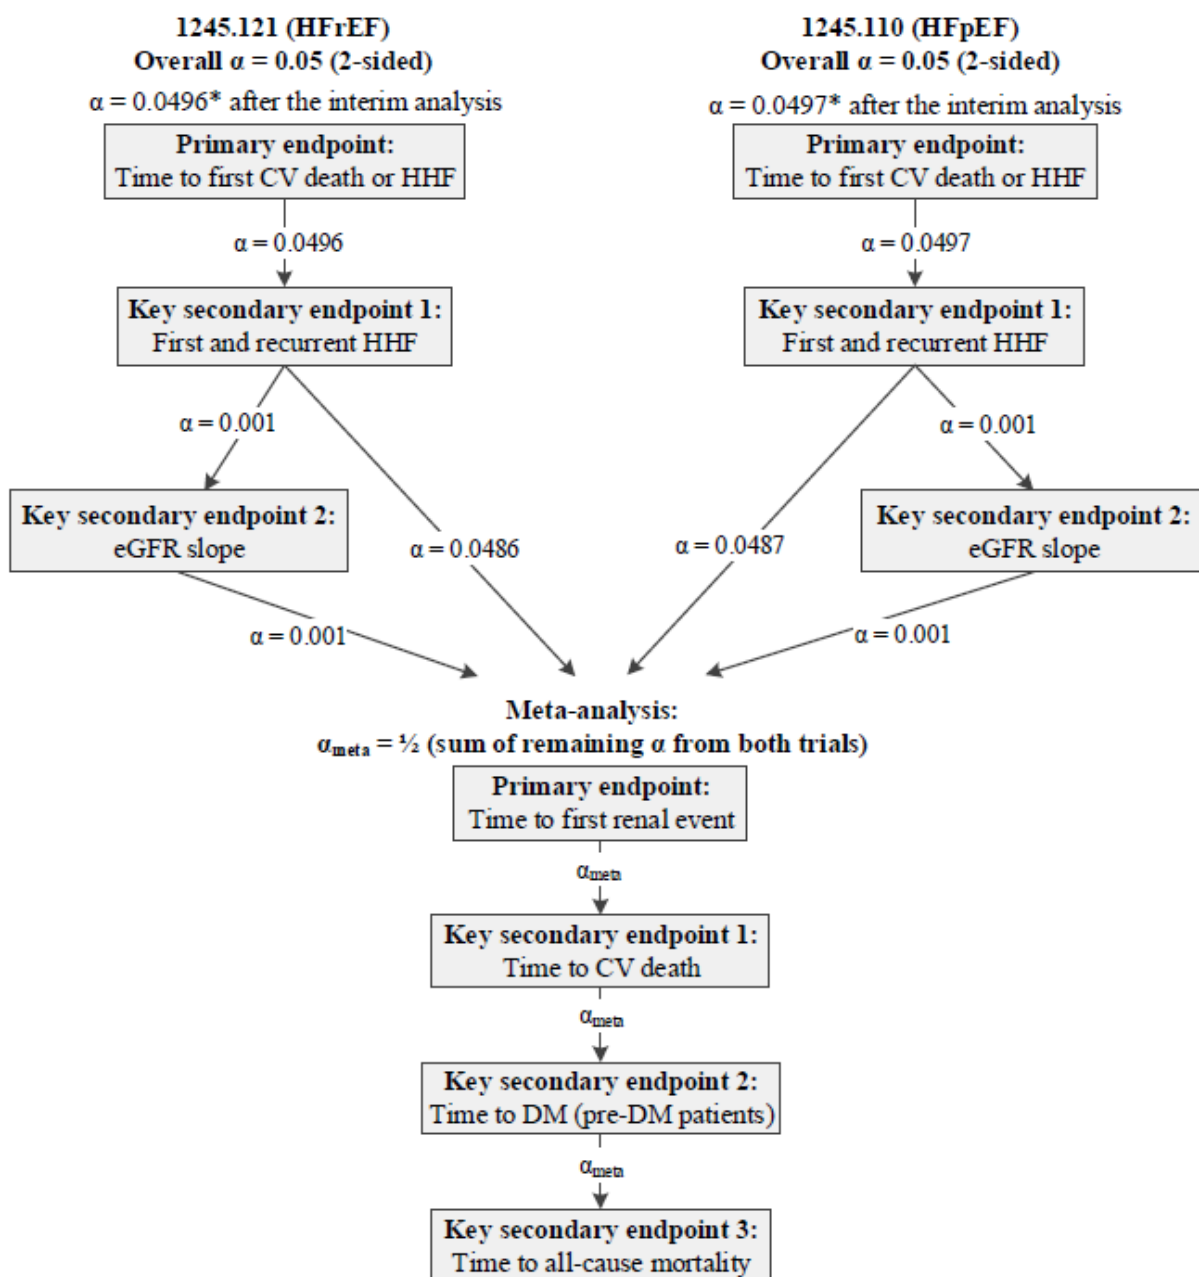 1245.121 (HFrEF)
Overall α = 0.05 (2-sided)
α = 0.0496* after the interim analysis
Primary endpoint:
Time to first CV death or HHF
α = 0.0496
Key secondary endpoint 1:
First and recurrent HHF
α = 0.001
Key secondary endpoint 2:
eGFR slope
α = 0.0486
α = 0.001
1245.110 (HFpEF)
Overall α = 0.05 (2-sided)
α = 0.0497* after the interim analysis
Primary endpoint:
Time to first CV death or HHF
α = 0.0497
Key secondary endpoint 1:
First and recurrent HHF
α = 0.001
Key secondary endpoint 2:
eGFR slope
α = 0.0487
α = 0.001
Meta-analysis:
αmeta = ½ (sum of remaining α from both trials)
Primary endpoint:
Time to first renal event
αmeta
Key secondary endpoint 1:
Time to CV death
αmeta
Key secondary endpoint 2:
Time to DM (pre-DM patients)
αmeta
Key secondary endpoint 3:
Time to all-cause mortality